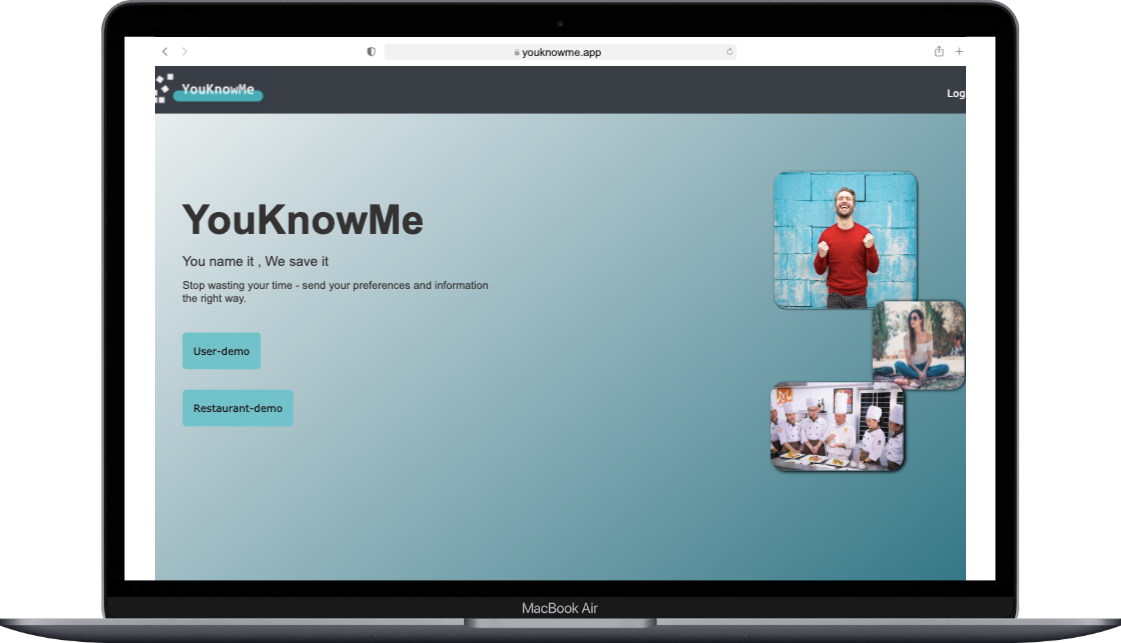 youknowme.app
YouKnowMe
Log
YouKnowMe
You name it , We save it
Stop wasting your time - send your preferences and information
the right way.
User-demo
Restaurant-demo
MacBook Air